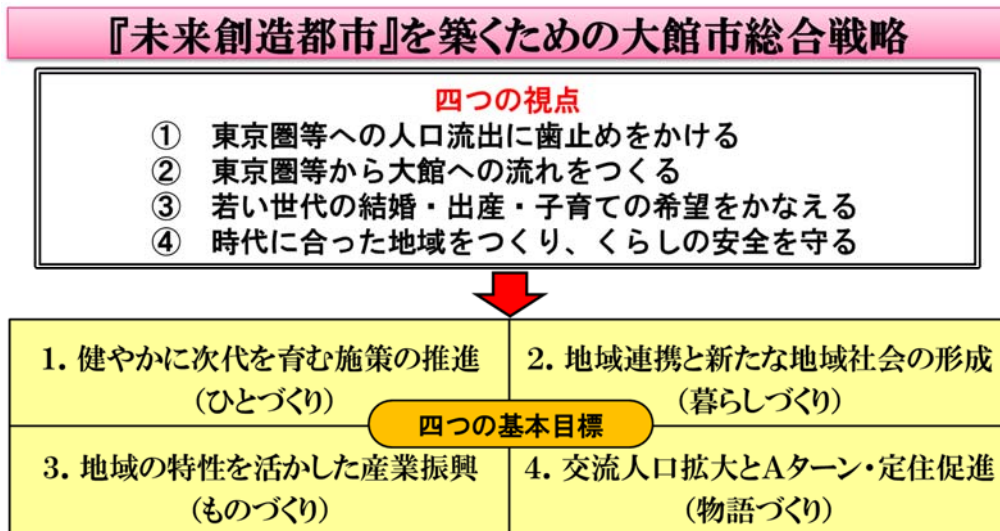 『未来創造都市』を築くための大館市総合戦略
四つの視点
① 東京圏等への人口流出に歯止めをかける
② 東京圏等から大館への流れをつくる
③ 若い世代の結婚・出産・子育ての希望をかなえる
④ 時代に合った地域をつくり、くらしの安全を守る
1. 健やかに次代を育む施策の推進
(ひとづくり)
2. 地域連携と新たな地域社会の形成
(暮らしづくり)
四つの基本目標
3. 地域の特性を活かした産業振興
(ものづくり)
4. 交流人口拡大とAターン・定住促進
(物語づくり)